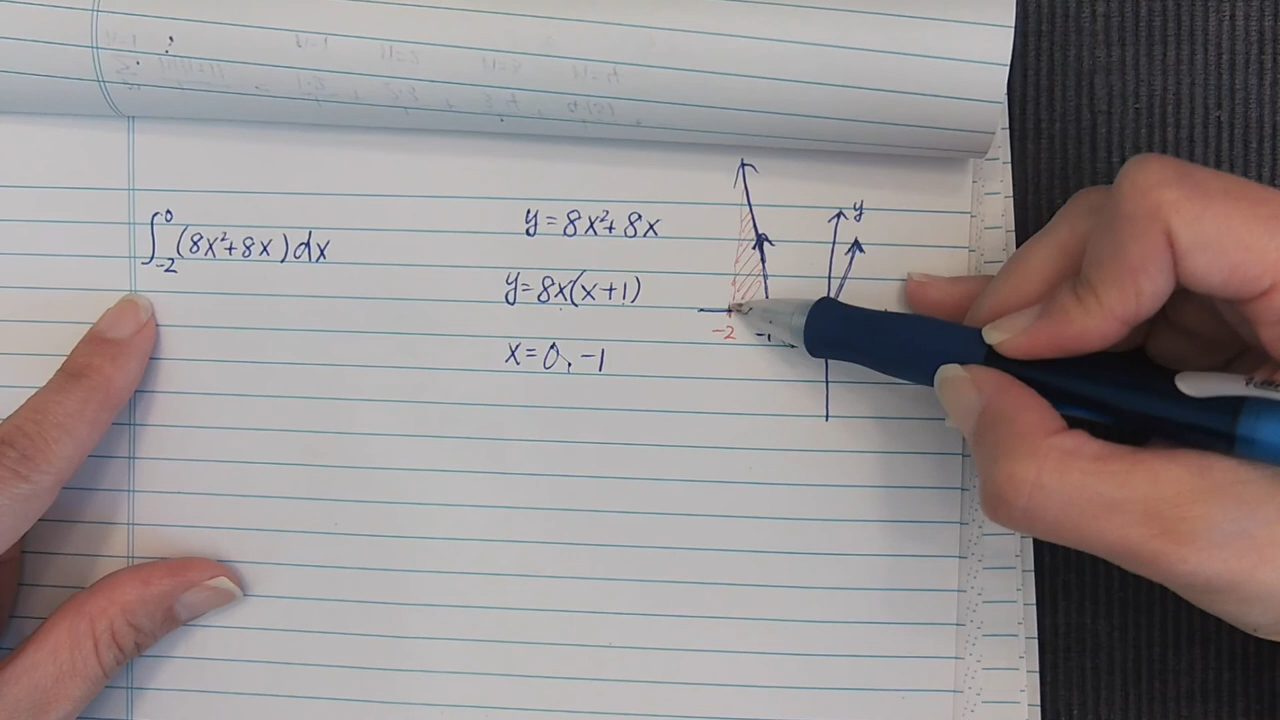 ∫₋₂⁰ (8x²+8x) dx
y=8x²+8x
y=8x(x+1)
x=0, -1
y
-2 -1